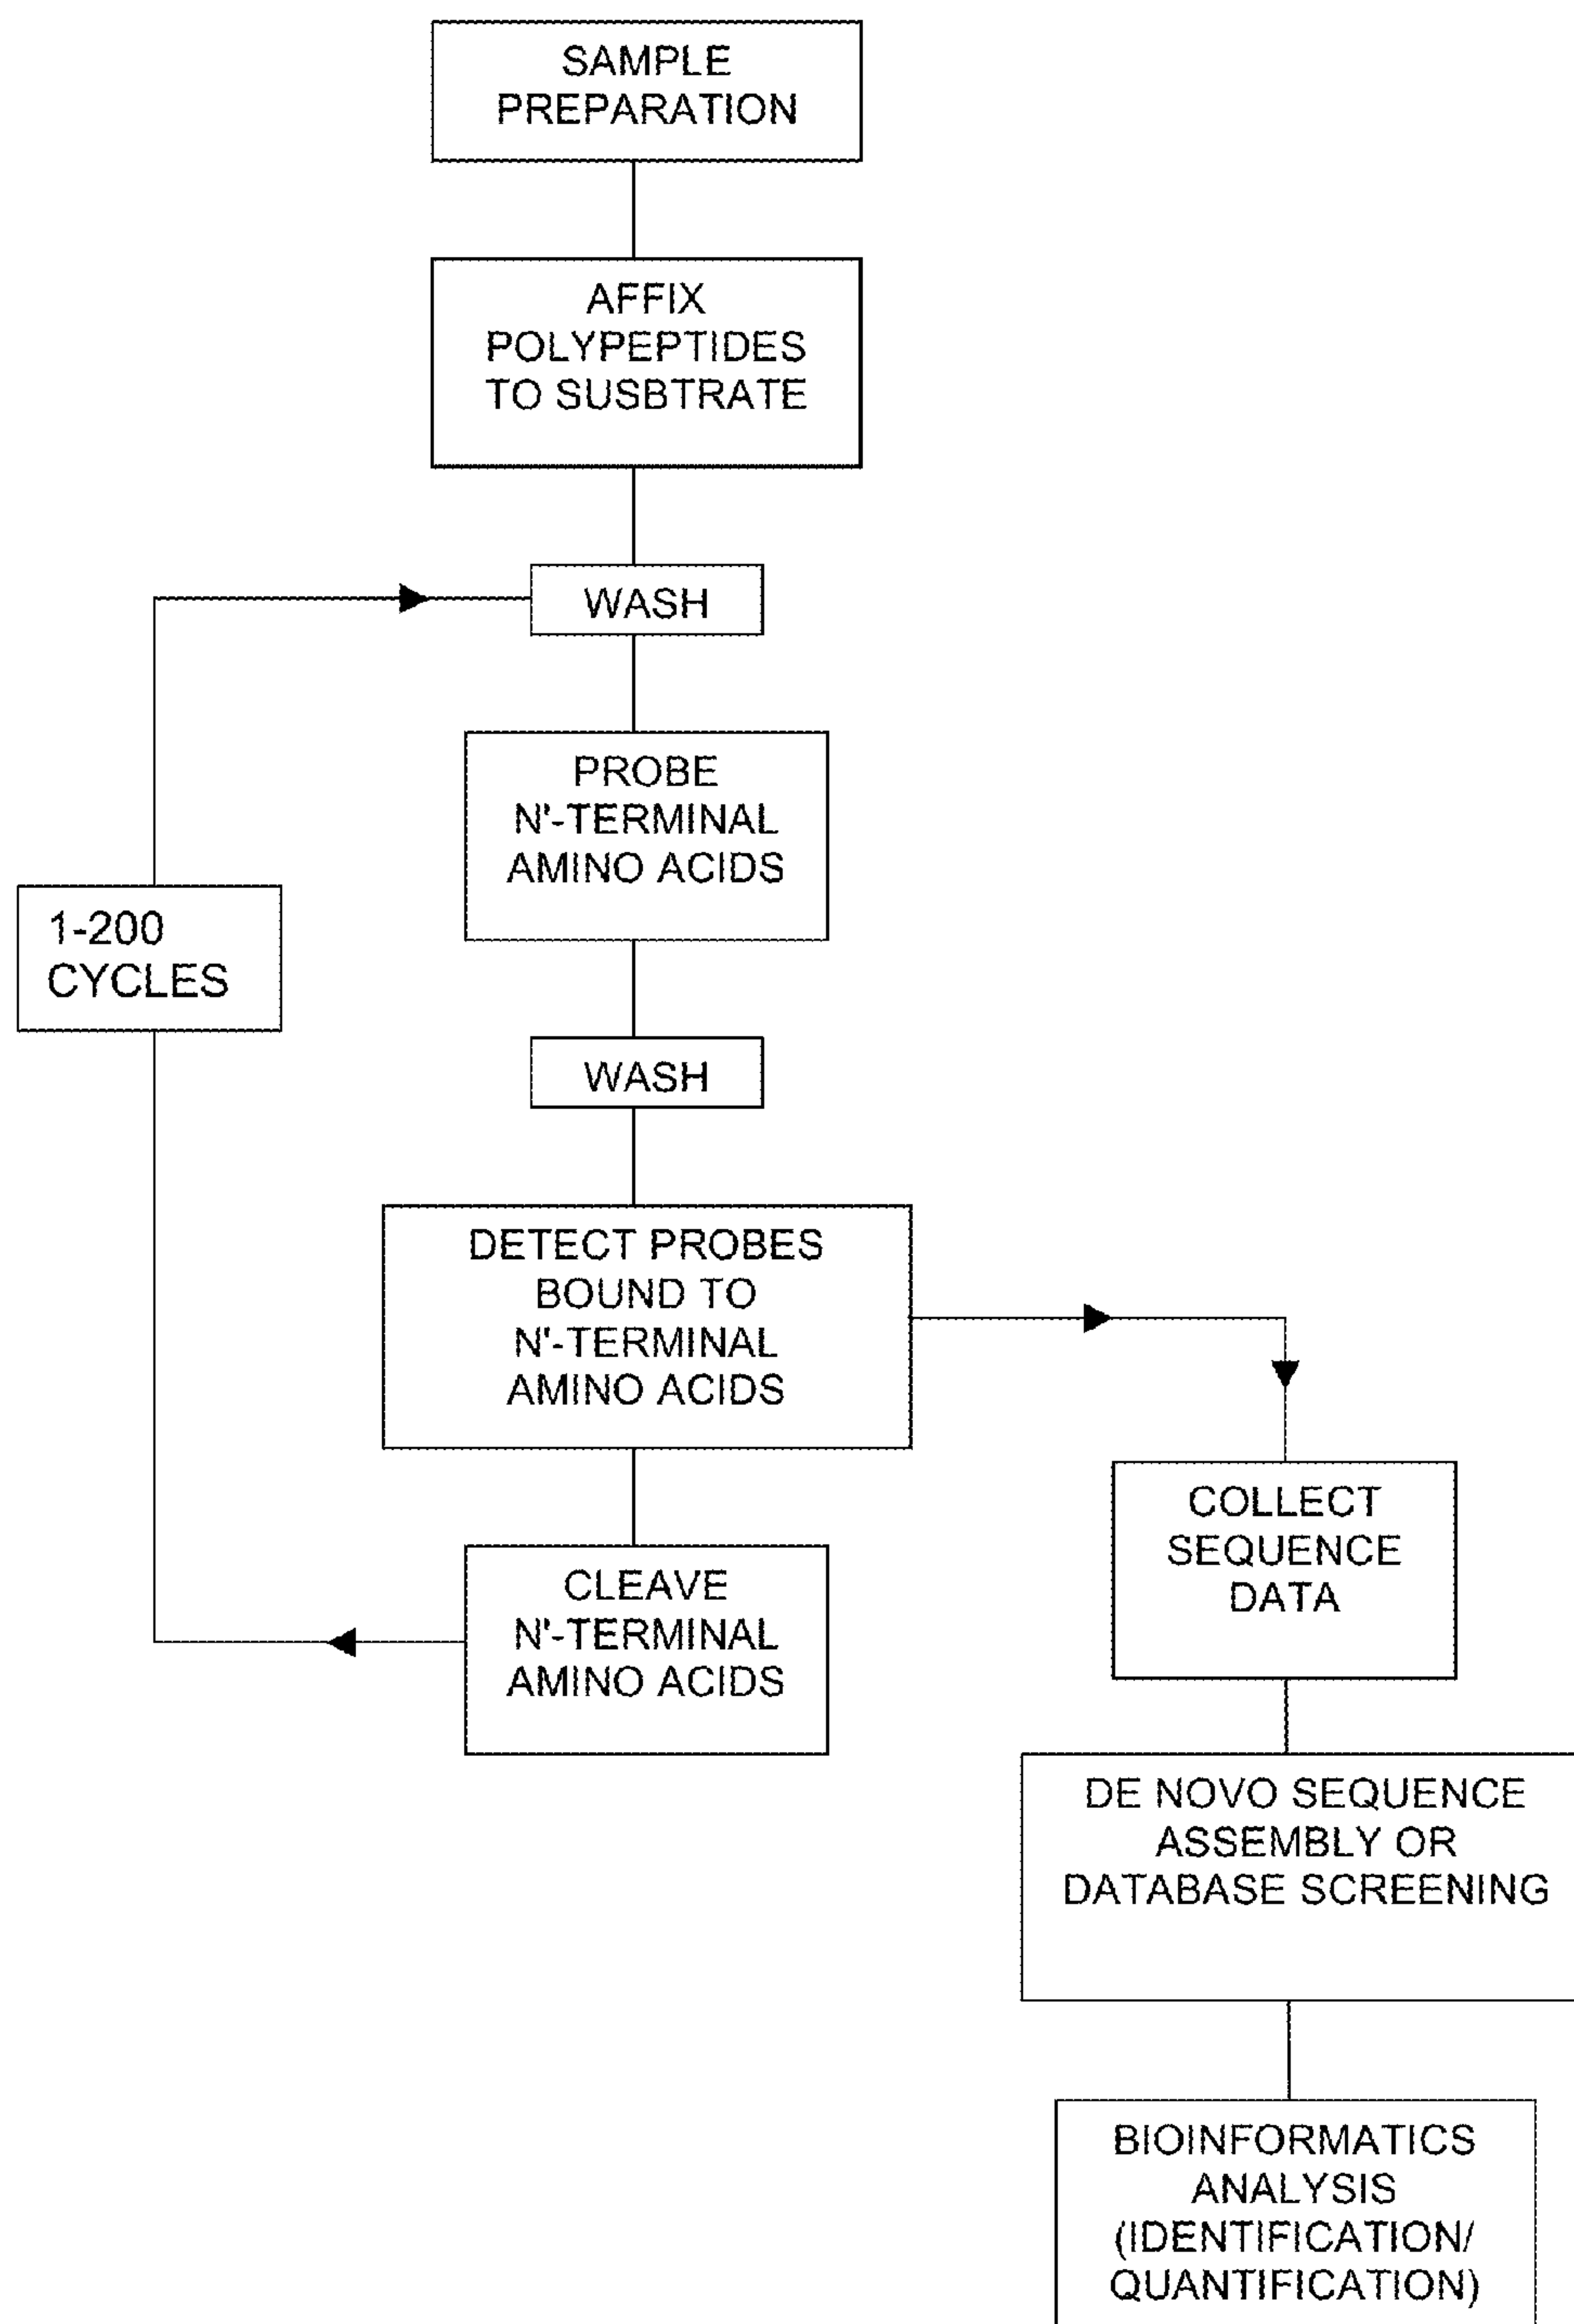 SAMPLE
PREPARATION
AFFIX
POLYPEPTIDES
TO SUSBTRATE
WASH
PROBE
N'-TERMINAL
AMINO ACIDS
1-200
CYCLES
WASH
DETECT PROBES
BOUND TO
N'-TERMINAL
AMINO ACIDS
CLEAVE
N'-TERMINAL
AMINO ACIDS
COLLECT
SEQUENCE
DATA
DE NOVO SEQUENCE
ASSEMBLY OR
DATABASE SCREENING
BIOINFORMATICS
ANALYSIS
(IDENTIFICATION/
QUANTIFICATION)